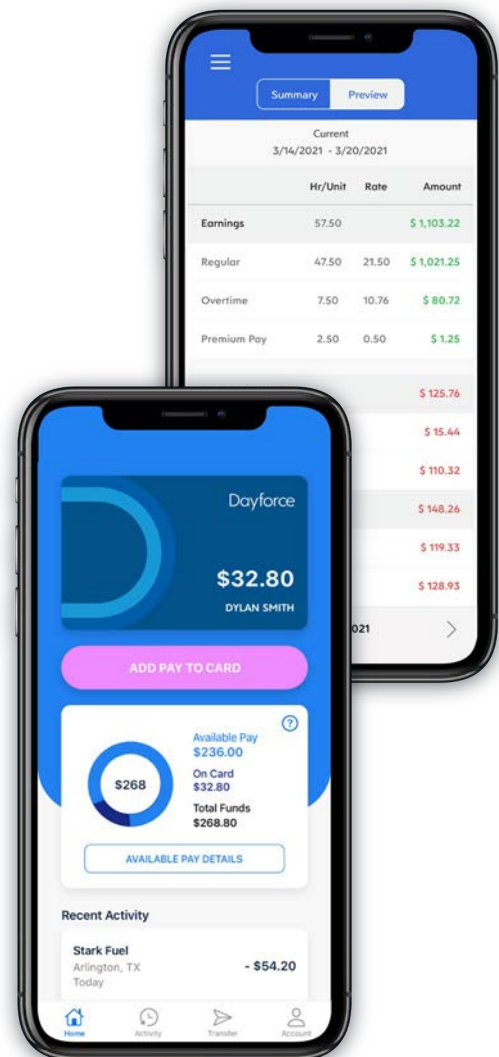 Summary Preview
Current
3/14/2021 - 3/20/2021
Hr/Unit Rate Amount
Earnings 57.50 $ 1,103.22
Regular 47.50 21.50 $ 1,021.25
Overtime 7.50 10.76 $ 80.72
Premium Pay 2.50 0.50 $ 1.25
$ 125.76
$ 15.44
$ 110.32
$ 148.26
$ 119.33
$ 128.93
021
Dayforce
$32.80
DYLAN SMITH
ADD PAY TO CARD
?
Available Pay
$236.00
On Card
$32.80
$268
Total Funds
$268.80
AVAILABLE PAY DETAILS
Recent Activity
Stark Fuel
Arlington, TX
- $54.20
Today
Home Activity Transfer Account